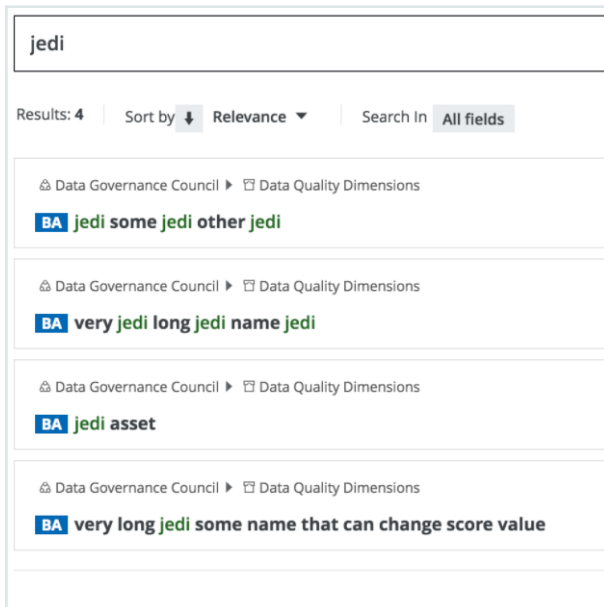 jedi
Results: 4 Sort by Relevance Search In All fields
Data Governance Council Data Quality Dimensions
BA jedi some jedi other jedi
Data Governance Council Data Quality Dimensions
BA very jedi long jedi name jedi
Data Governance Council Data Quality Dimensions
BA jedi asset
Data Governance Council Data Quality Dimensions
BA very long jedi some name that can change score value